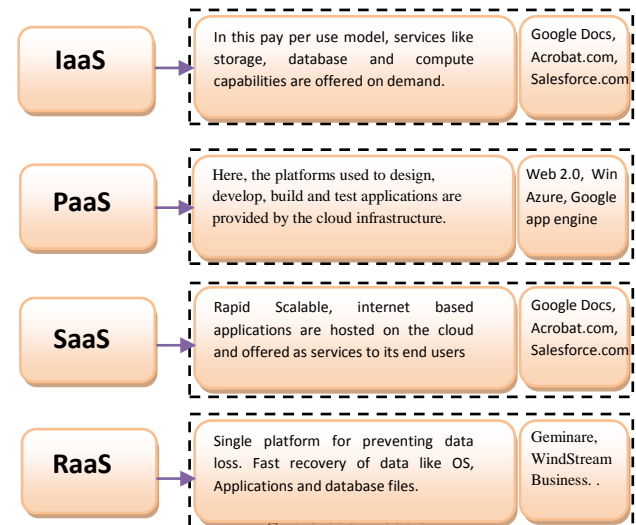 IaaS
In this pay per use model, services like
storage, database and compute
capabilities are offered on demand.
Google Docs,
Acrobat.com,
Salesforce.com
PaaS
Here, the platforms used to design,
develop, build and test applications are
provided by the cloud infrastructure.
Web 2.0, Win
Azure, Google
app engine
SaaS
Rapid Scalable, internet based
applications are hosted on the cloud
and offered as services to its end users
Google Docs,
Acrobat.com,
Salesforce.com
RaaS
Single platform for preventing data
loss. Fast recovery of data like OS,
Applications and database files.
Geminare,
WindStream
Business. .